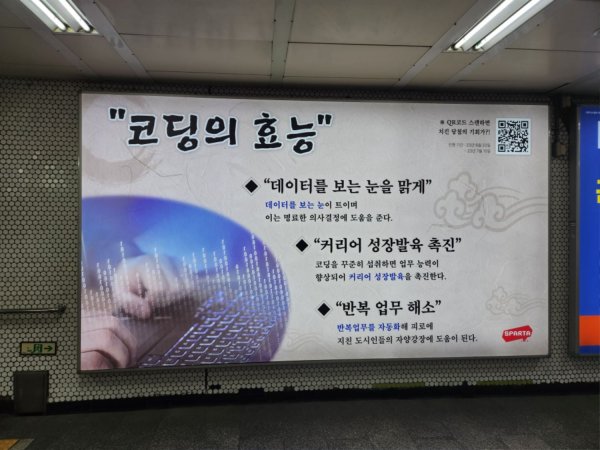 "코딩의 효능"
※ QR코드 스캔하면
치킨 당첨의 기회가?!
◆ "데이터를 보는 눈을 맑게"
데이터를 보는 눈이 트이며
이는 명료한 의사결정에 도움을 준다.
◆ "커리어 성장발육 촉진"
코딩을 꾸준히 섭취하면 업무 능력이
향상되어 커리어 성장발육을 촉진한다.
◆ "반복 업무 해소"
반복업무를 자동화해 피로에
지친 도시인들의 자양강장에 도움이 된다.
SPARTA